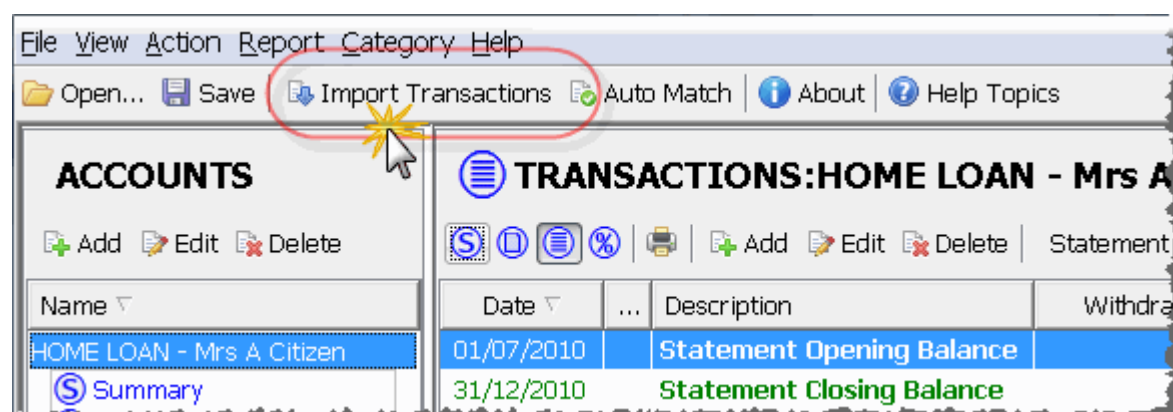 File View Action Report Category Help
Open... Save Import Transactions Auto Match About Help Topics
ACCOUNTS
TRANSACTIONS:HOME LOAN - Mrs A
Add Edit Delete
S % Add Edit Delete Statement
Name
Date ... Description
HOME LOAN - Mrs A Citizen
01/07/2010 Statement Opening Balance
S Summary
31/12/2010 Statement Closing Balance